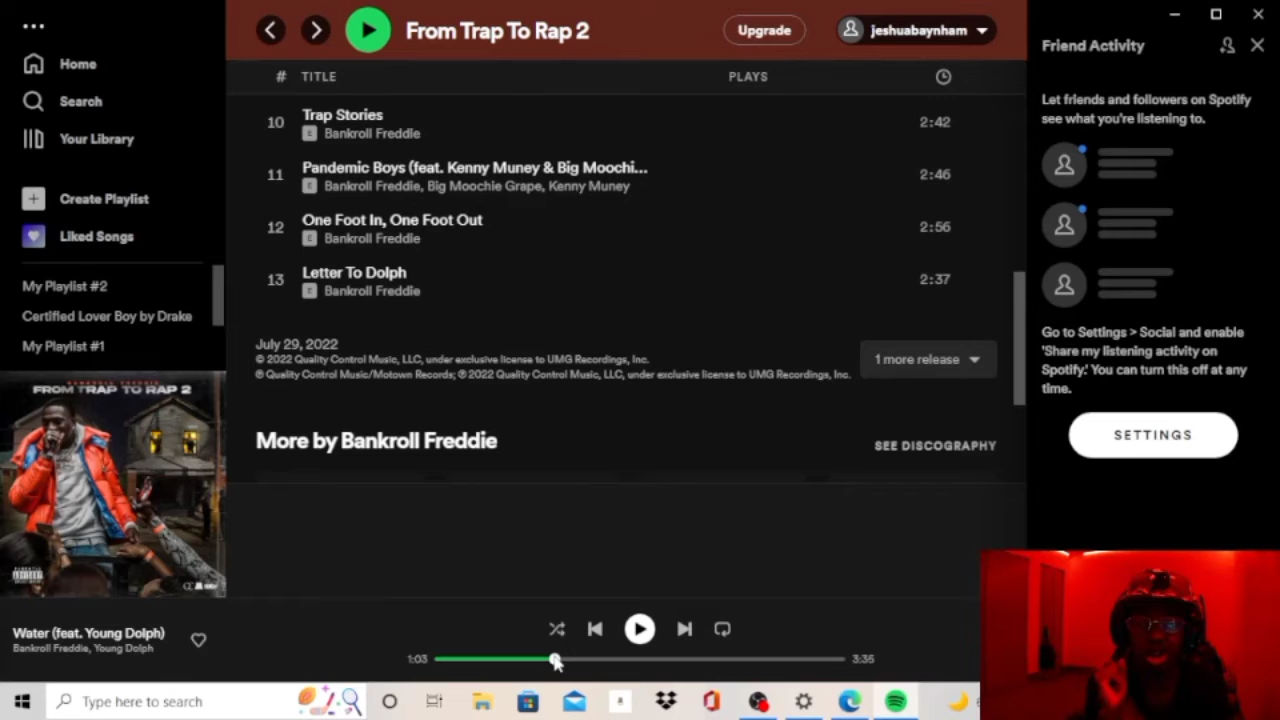 From Trap To Rap 2
Upgrade
jeshuabaynham
Home
Search
Your Library
Create Playlist
Liked Songs
My Playlist #2
Certified Lover Boy by Drake
My Playlist #1
FROM TRAP TO RAP 2
Water (feat. Young Dolph)
Bankroll Freddie, Young Dolph
# TITLE PLAYS
10 Trap Stories 2:42
E Bankroll Freddie
11 Pandemic Boys (feat. Kenny Muney & Big Moochi... 2:46
E Bankroll Freddie, Big Moochie Grape, Kenny Muney
12 One Foot In, One Foot Out 2:56
E Bankroll Freddie
13 Letter To Dolph 2:37
E Bankroll Freddie
July 29, 2022
© 2022 Quality Control Music, LLC, under exclusive license to UMG Recordings, Inc.
℗ Quality Control Music/Motown Records; ℗ 2022 Quality Control Music, LLC, under exclusive license to UMG Recordings, Inc.
1 more release
More by Bankroll Freddie
SEE DISCOGRAPHY
1:03 3:35
Friend Activity
Let friends and followers on Spotify
see what you're listening to.
Go to Settings > Social and enable
'Share my listening activity on
Spotify.' You can turn this off at any
time.
SETTINGS
Type here to search